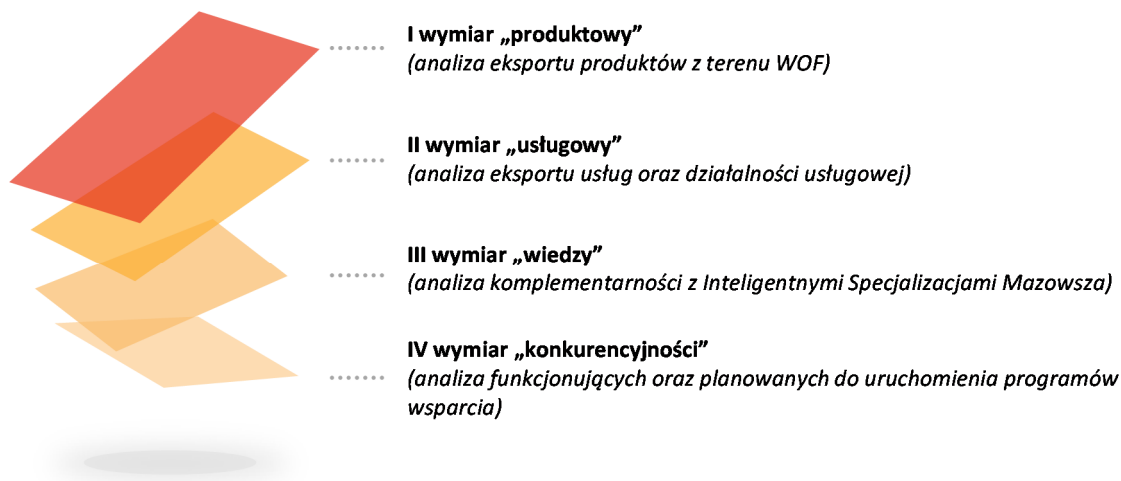 I wymiar „produktowy”
(analiza eksportu produktów z terenu WOF)
II wymiar „usługowy”
(analiza eksportu usług oraz działalności usługowej)
III wymiar „wiedzy”
(analiza komplementarności z Inteligentnymi Specjalizacjami Mazowsza)
IV wymiar „konkurencyjności”
(analiza funkcjonujących oraz planowanych do uruchomienia programów
wsparcia)